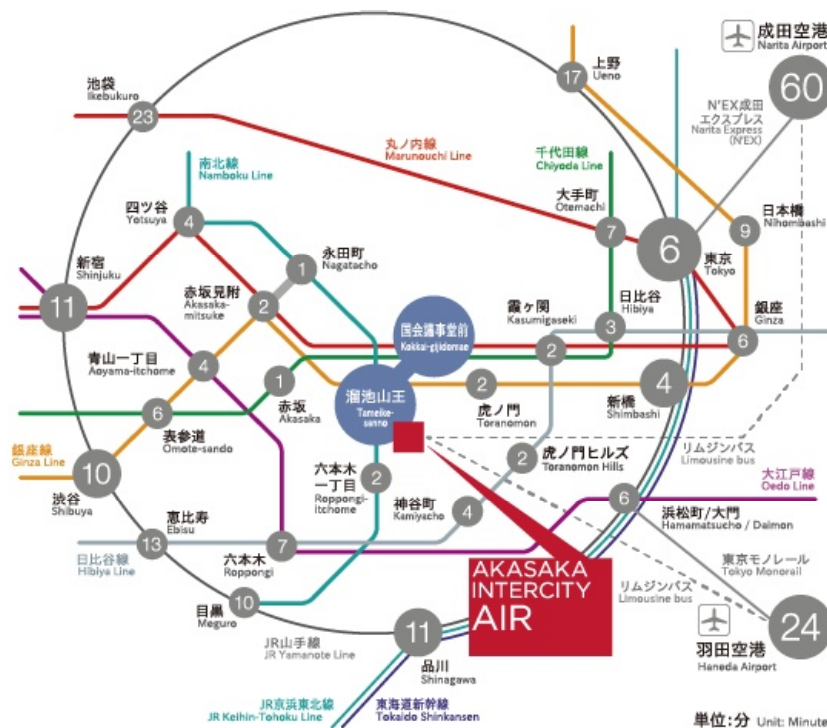 成田空港
Narita Airport
60
N'EX成田
エクスプレス
Narita Express
(N'EX)
上野
Ueno
17
池袋
Ikebukuro
23
丸ノ内線
Marunouchi Line
千代田線
Chiyoda Line
南北線
Namboku Line
大手町
Otemachi
7
四ツ谷
Yotsuya
4
日本橋
Nihombashi
9
6
東京
Tokyo
永田町
Nagatacho
1
新宿
Shinjuku
11
赤坂見附
Akasaka-
mitsuke
2
国会議事堂前
Kokkai-gijidomae
霞ヶ関
Kasumigaseki
2
日比谷
Hibiya
3
銀座
Ginza
6
青山一丁目
Aoyama-itchome
4
1
赤坂
Akasaka
溜池山王
Tameike-
sanno
2
虎ノ門
Toranomon
4
新橋
Shimbashi
6
表参道
Omote-sando
銀座線
Ginza Line
10
渋谷
Shibuya
六本木
一丁目
Roppongi-
itchome
2
2
虎ノ門ヒルズ
Toranomon Hills
リムジンバス
Limousine bus
大江戸線
Oedo Line
神谷町
Kamiyacho
4
6
浜松町/大門
Hamamatsucho / Daimon
恵比寿
Ebisu
13
日比谷線
Hibiya Line
7
六本木
Roppongi
東京モノレール
Tokyo Monorail
AKASAKA
INTERCITY
AIR
リムジンバス
Limousine bus
10
目黒
Meguro
11
品川
Shinagawa
24
羽田空港
Haneda Airport
JR山手線
JR Yamanote Line
JR京浜東北線
JR Keihin-Tohoku Line
東海道新幹線
Tokaido Shinkansen
単位:分 Unit: Minute